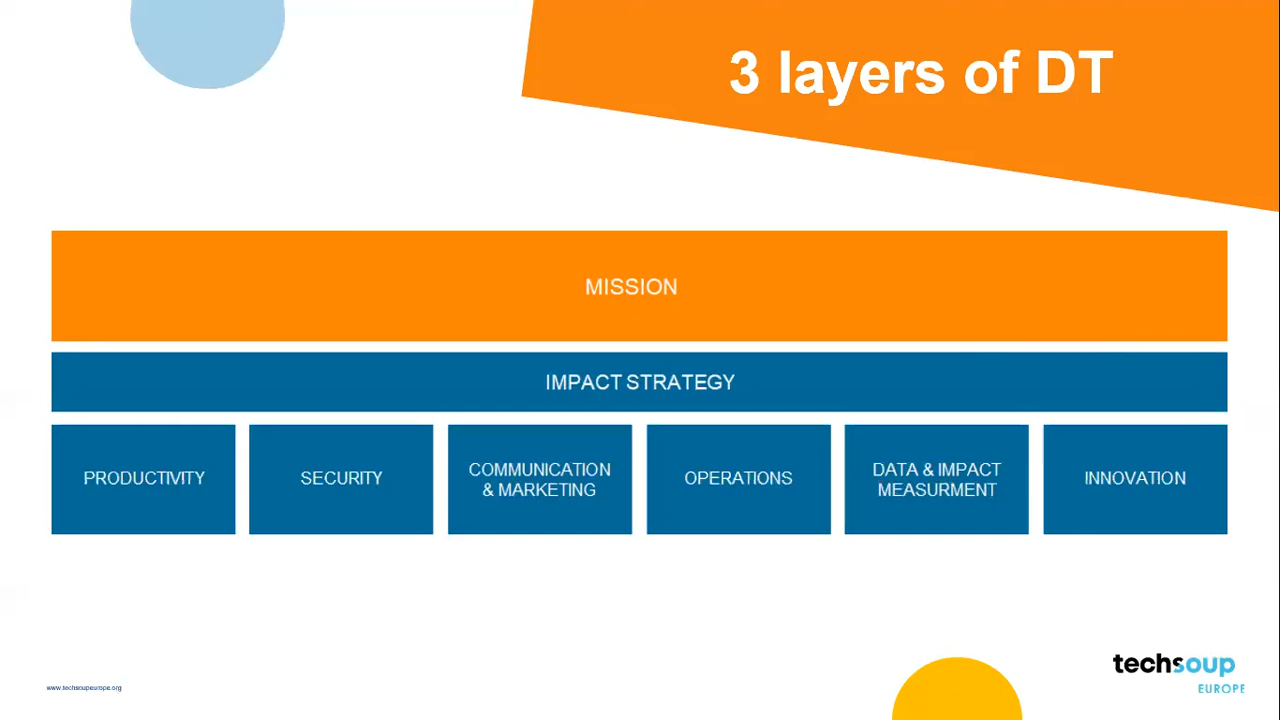 3 layers of DT
MISSION
IMPACT STRATEGY
PRODUCTIVITY
SECURITY
COMMUNICATION
& MARKETING
OPERATIONS
DATA & IMPACT
MEASURMENT
INNOVATION
techsoup
EUROPE
www.techsoupeurope.org